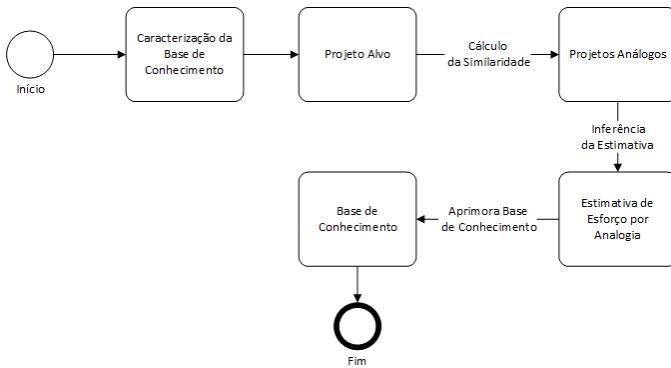 Início
Caracterização da
Base de
Conhecimento
Projeto Alvo
Cálculo
da Similaridade
Projetos Análogos
Inferência
da Estimativa
Estimativa de
Esforço por
Analogia
Aprimora Base
de Conhecimento
Base de
Conhecimento
Fim